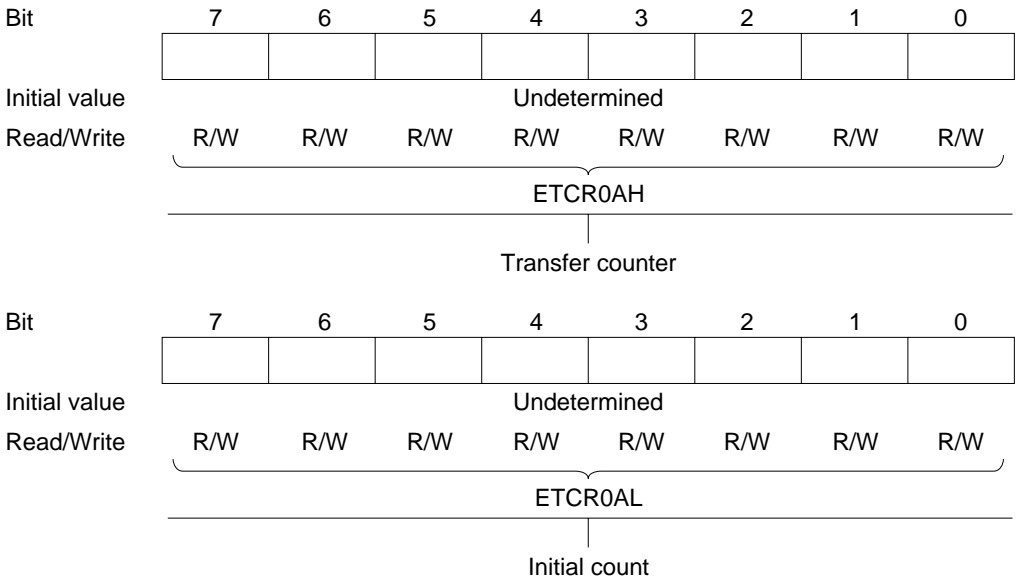 Bit 7 6 5 4 3 2 1 0
Initial value Undetermined
Read/Write R/W R/W R/W R/W R/W R/W R/W R/W
ETCR0AH
Transfer counter
Bit 7 6 5 4 3 2 1 0
Initial value Undetermined
Read/Write R/W R/W R/W R/W R/W R/W R/W R/W
ETCR0AL
Initial count